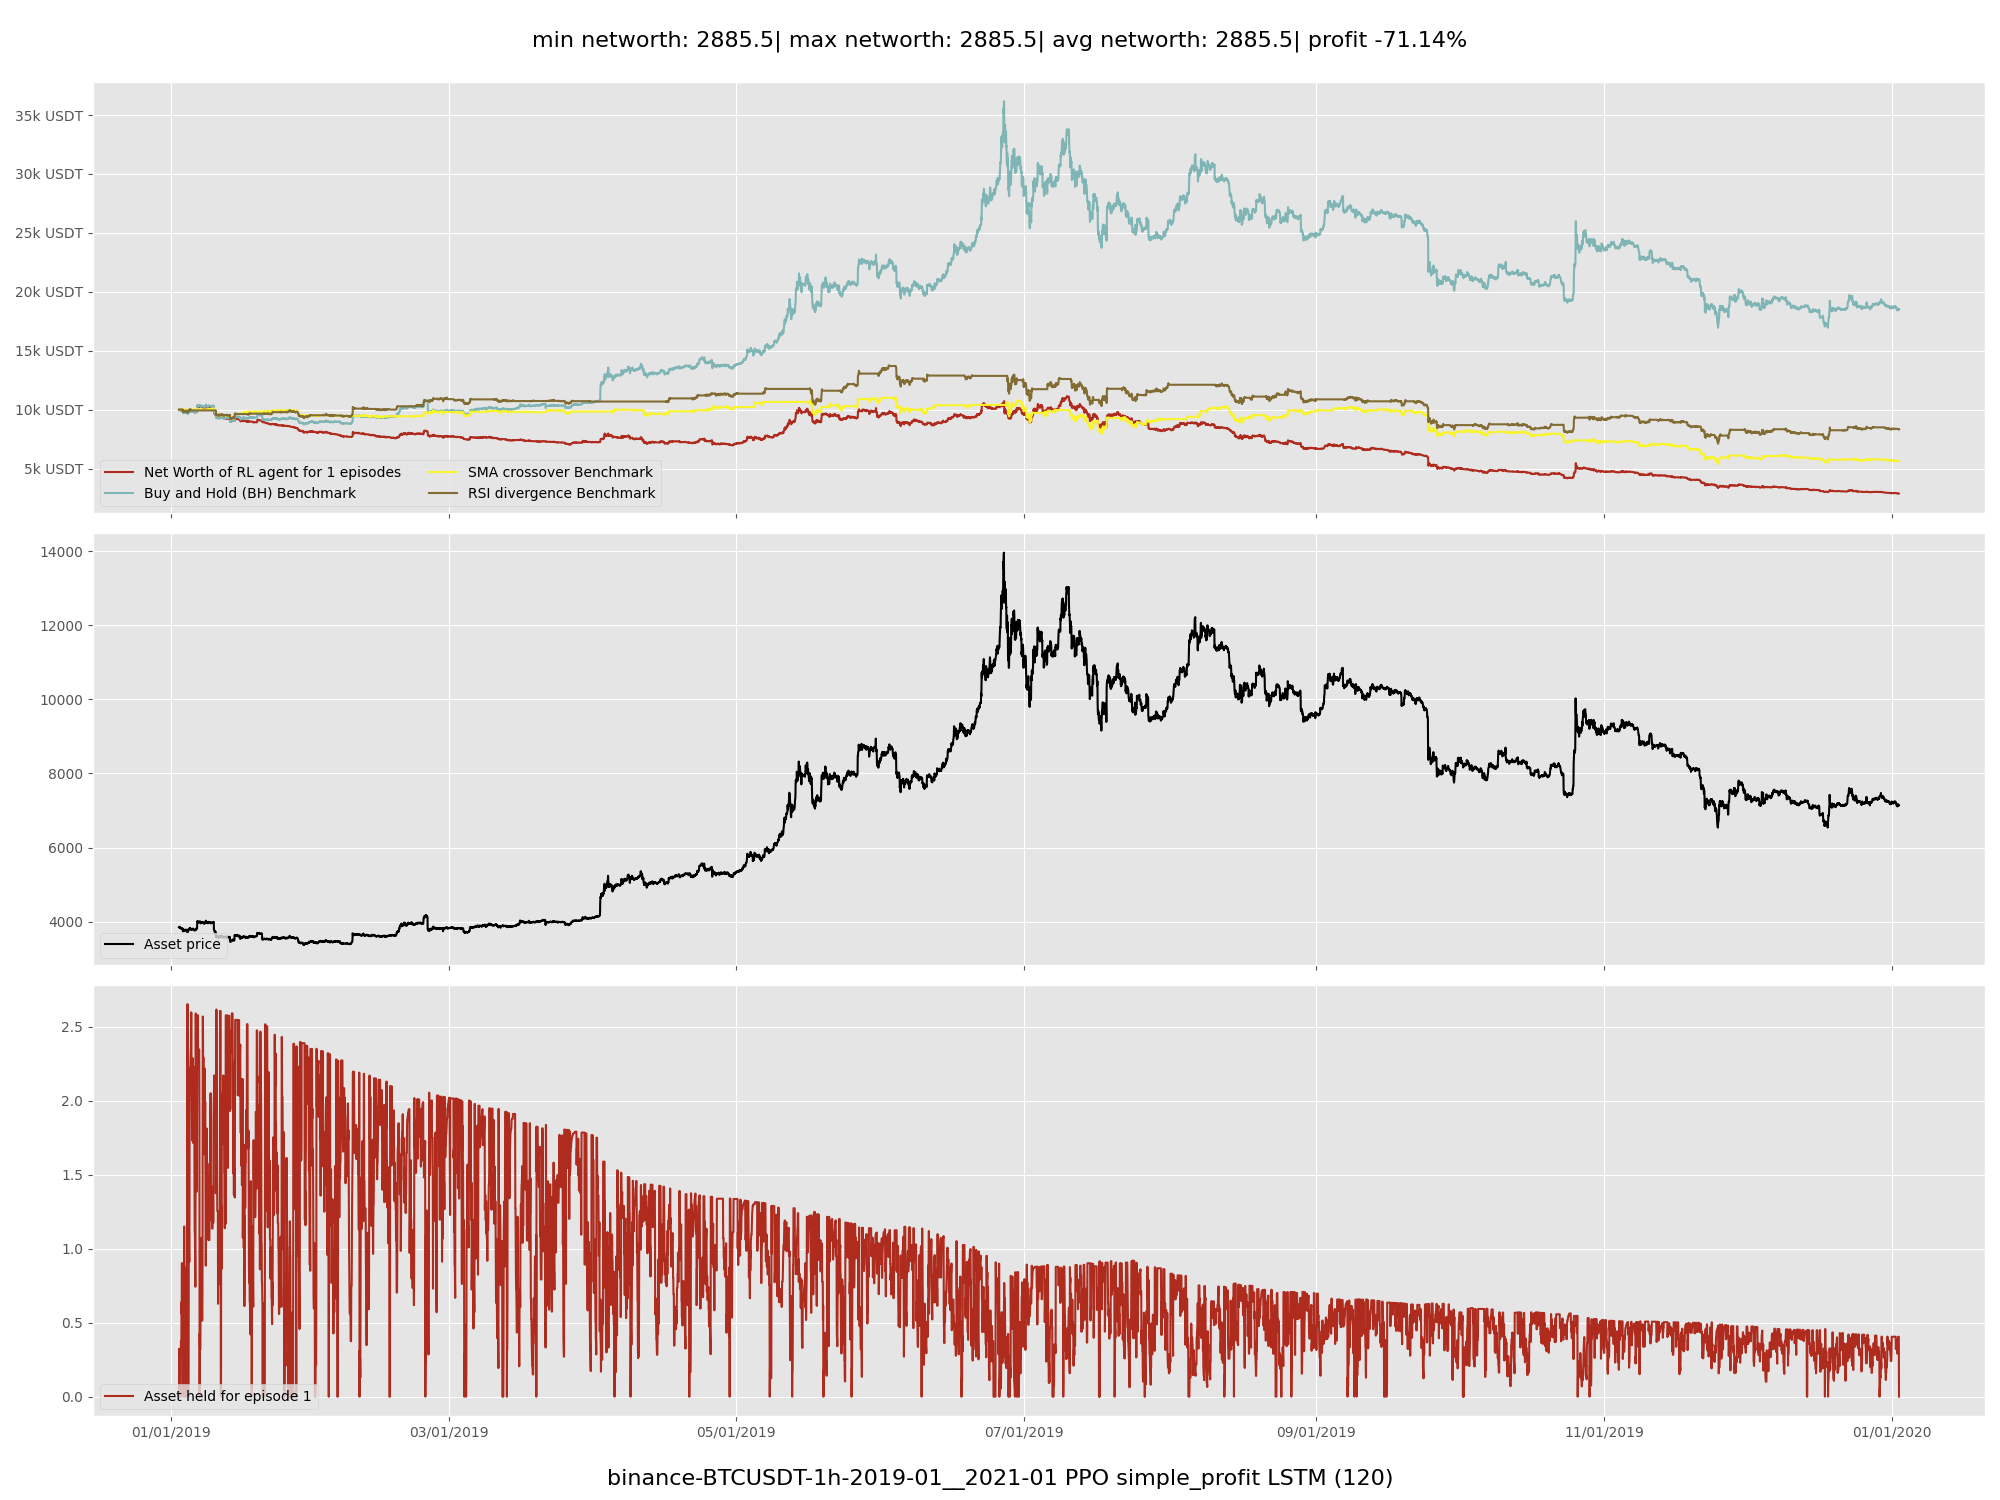 min networth: 2885.5| max networth: 2885.5| avg networth: 2885.5| profit -71.14%
35k USDT
30k USDT
25k USDT
20k USDT
15k USDT
10k USDT
5k USDT
Net Worth of RL agent for 1 episodes
Buy and Hold (BH) Benchmark
SMA crossover Benchmark
RSI divergence Benchmark
14000
12000
10000
8000
6000
4000
Asset price
2.5
2.0
1.5
1.0
0.5
0.0
Asset held for episode 1
01/01/2019 03/01/2019 05/01/2019 07/01/2019 09/01/2019 11/01/2019 01/01/2020
binance-BTCUSDT-1h-2019-01__2021-01 PPO simple_profit LSTM (120)